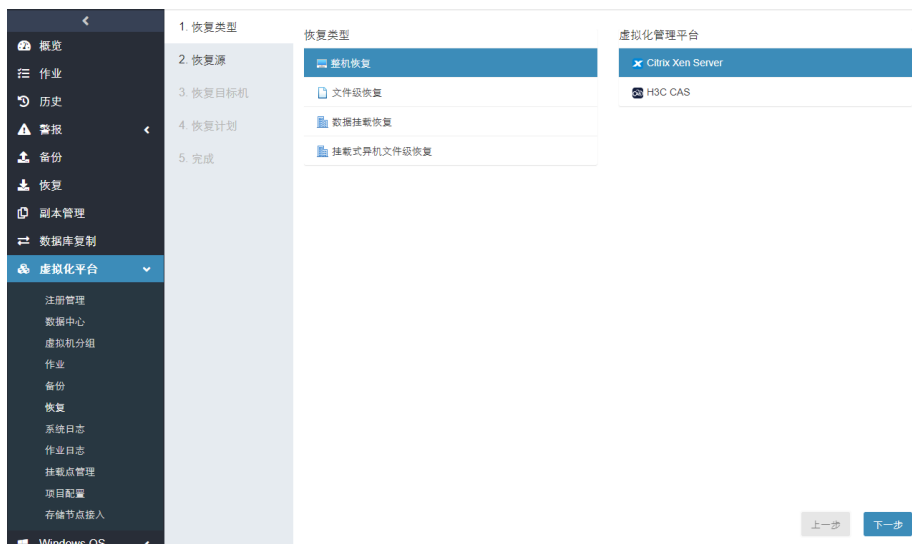 概览
作业
历史
警报
备份
恢复
副本管理
数据库复制
虚拟化平台
注册管理
数据中心
虚拟机分组
作业
备份
恢复
系统日志
作业日志
挂载点管理
项目配置
存储节点接入
Windows OS
1. 恢复类型
2. 恢复源
3. 恢复目标机
4. 恢复计划
5. 完成
恢复类型
整机恢复
文件级恢复
数据挂载恢复
挂载式异机文件级恢复
虚拟化管理平台
Citrix Xen Server
H3C CAS
上一步
下一步